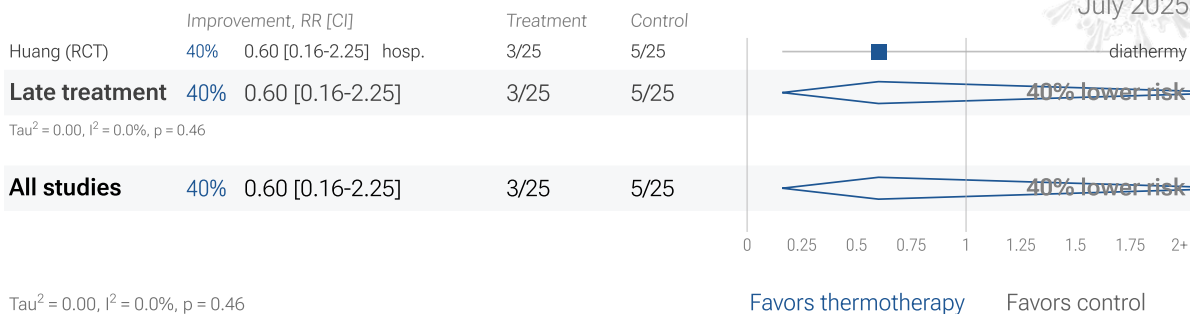 July 2025
Improvement, RR [CI] Treatment Control
Huang (RCT) 40% 0.60 [0.16-2.25] hosp. 3/25 5/25 diathermy
Late treatment 40% 0.60 [0.16-2.25] 3/25 5/25 40% lower risk
Tau² = 0.00, I² = 0.0%, p = 0.46
All studies 40% 0.60 [0.16-2.25] 3/25 5/25 40% lower risk
0 0.25 0.5 0.75 1 1.25 1.5 1.75 2+
Tau² = 0.00, I² = 0.0%, p = 0.46 Favors thermotherapy Favors control